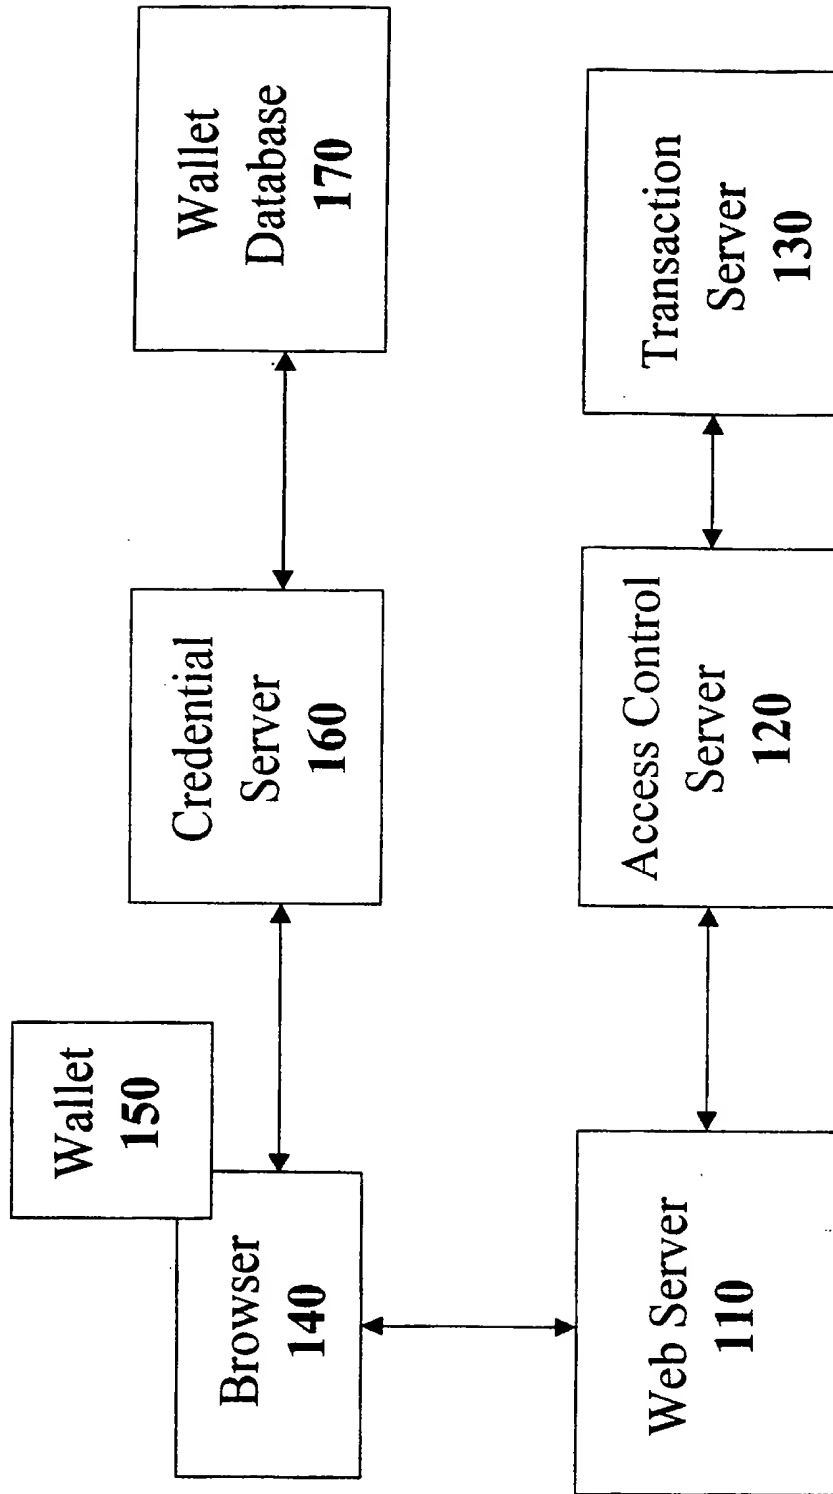 Wallet
150
Browser
140
Credential
Server
160
Wallet
Database
170
Web Server
110
Access Control
Server
120
Transaction
Server
130